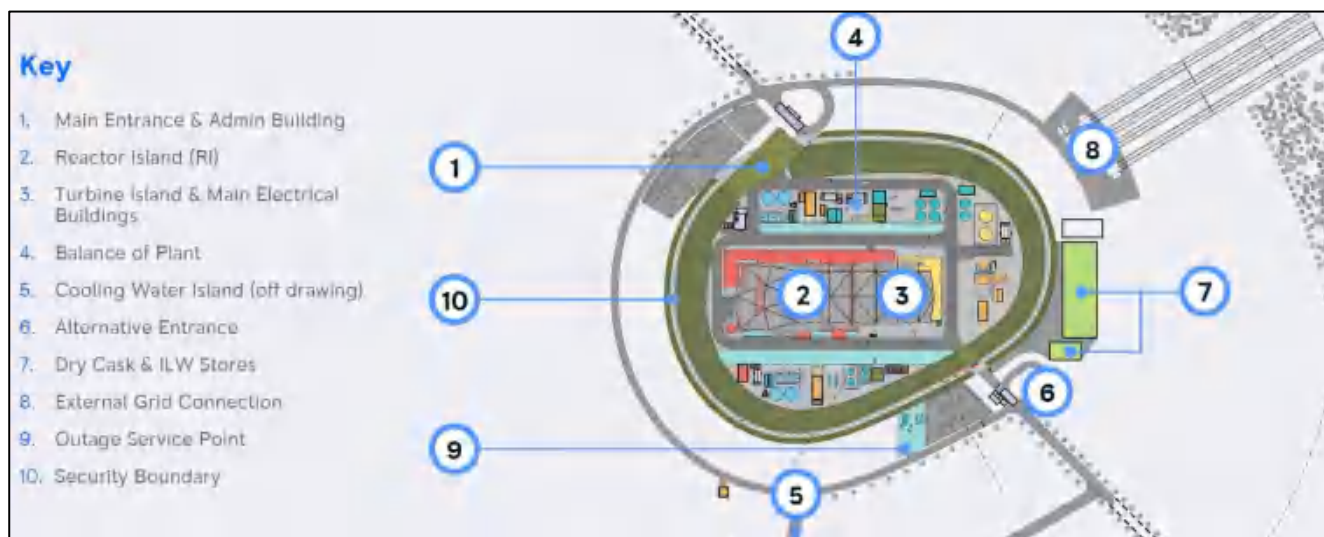 Key
1. Main Entrance & Admin Building
2. Reactor Island (RI)
3. Turbine Island & Main Electrical
Buildings
4. Balance of Plant
5. Cooling Water Island (off drawing)
6. Alternative Entrance
7. Dry Cask & ILW Stores
8. External Grid Connection
9. Outage Service Point
10. Security Boundary
4
8
1
2
3
7
10
6
9
5